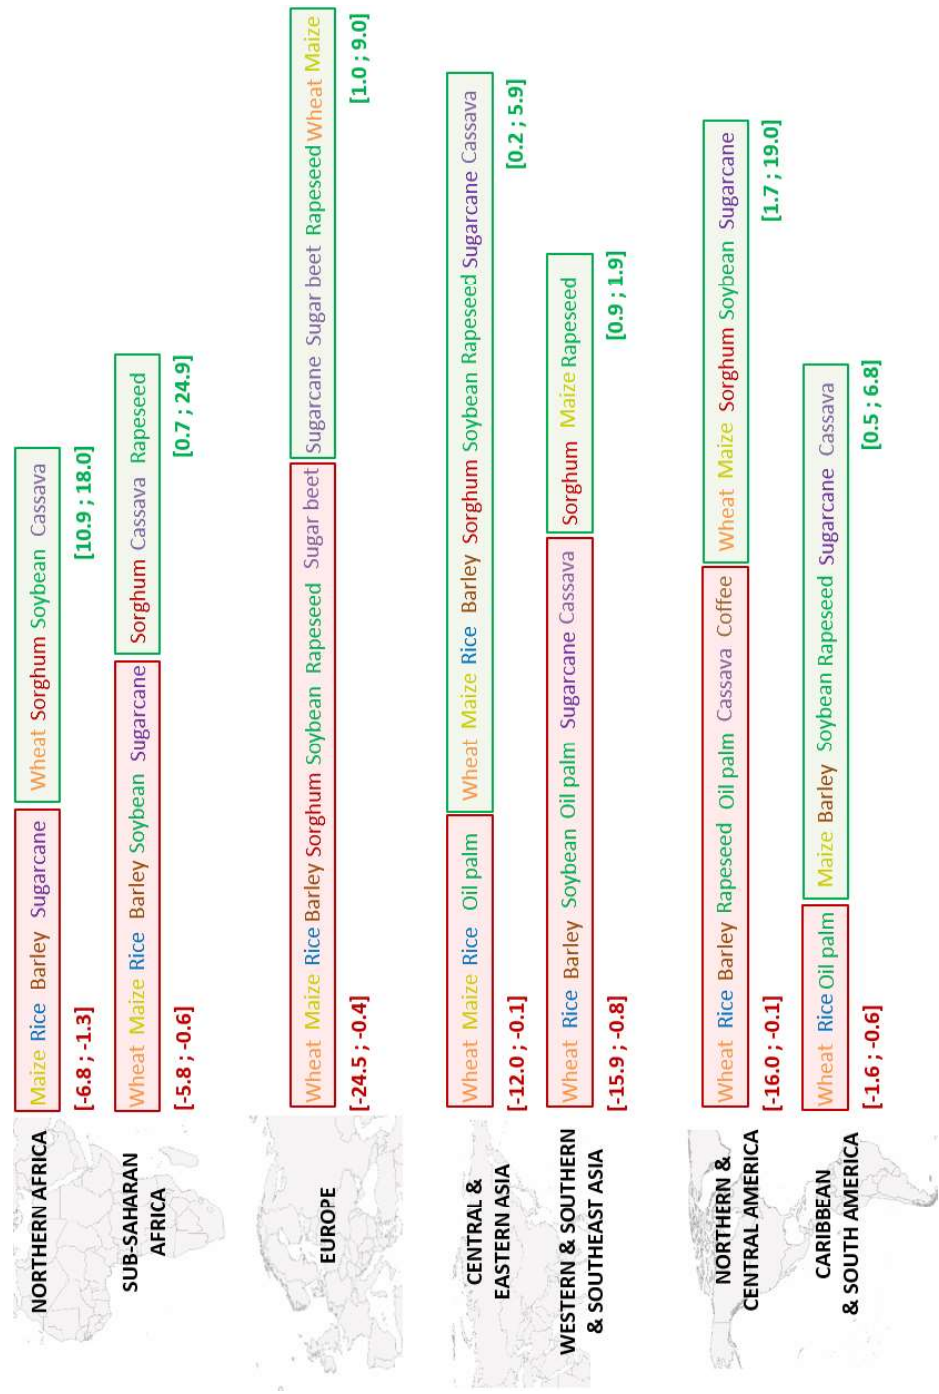 NORTHERN AFRICA
Maize Rice Barley Sugarcane
Wheat Sorghum Soybean Cassava
[-6.8 ; -1.3]
[10.9 ; 18.0]
SUB-SAHARAN
AFRICA
Wheat Maize Rice Barley Soybean Sugarcane
Sorghum Cassava Rapeseed
[-5.8 ; -0.6]
[0.7 ; 24.9]
EUROPE
Wheat Maize Rice Barley Sorghum Soybean Rapeseed Sugar beet
Sugarcane Sugar beet Rapeseed Wheat Maize
[-24.5 ; -0.4]
[1.0 ; 9.0]
CENTRAL &
EASTERN ASIA
Wheat Maize Rice Oil palm
Wheat Maize Rice Barley Sorghum Soybean Rapeseed Sugarcane Cassava
[-12.0 ; -0.1]
[0.2 ; 5.9]
WESTERN & SOUTHERN
& SOUTHEAST ASIA
Wheat Rice Barley Soybean Oil palm Sugarcane Cassava
Sorghum Maize Rapeseed
[-15.9 ; -0.8]
[0.9 ; 1.9]
NORTHERN &
CENTRAL AMERICA
Wheat Rice Barley Rapeseed Oil palm Cassava Coffee
Wheat Maize Sorghum Soybean Sugarcane
[-16.0 ; -0.1]
[1.7 ; 19.0]
CARIBBEAN
& SOUTH AMERICA
Wheat Rice Oil palm
Maize Barley Soybean Rapeseed Sugarcane Cassava
[-1.6 ; -0.6]
[0.5 ; 6.8]